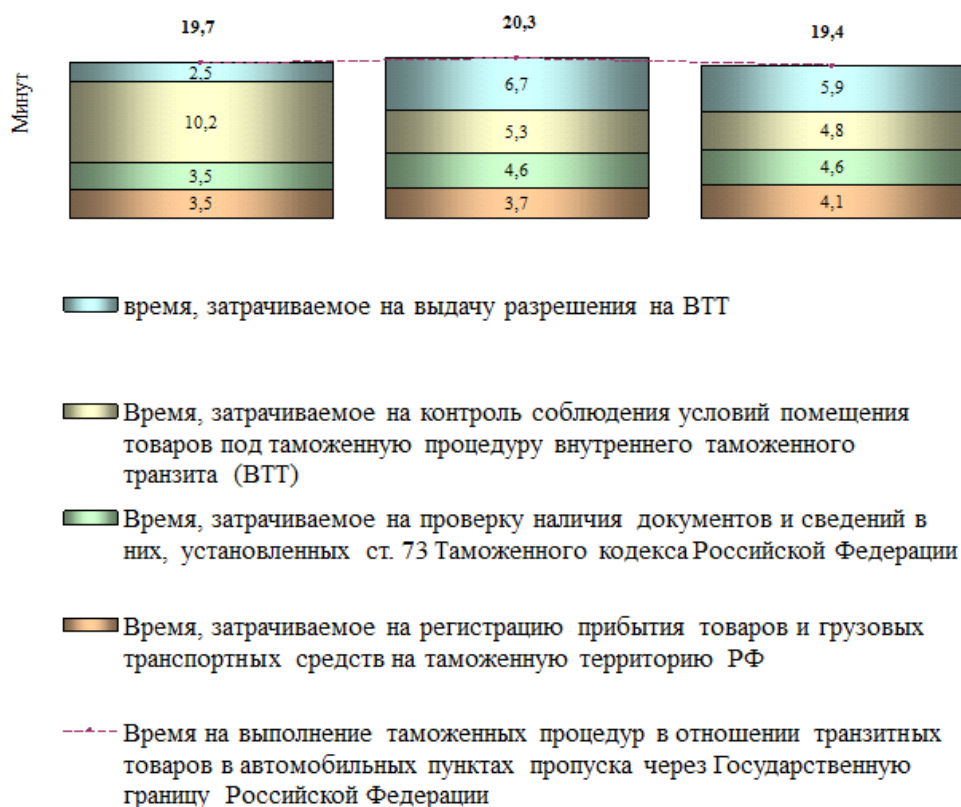 19,7 20,3 19,4
Минут
2,5 6,7 5,9
10,2 5,3 4,8
3,5 4,6 4,6
3,5 3,7 4,1
время, затрачиваемое на выдачу разрешения на ВТТ
Время, затрачиваемое на контроль соблюдения условий помещения
товаров под таможенную процедуру внутреннего таможенного
транзита (ВТТ)
Время, затрачиваемое на проверку наличия документов и сведений в
них, установленных ст. 73 Таможенного кодекса Российской Федерации
Время, затрачиваемое на регистрацию прибытия товаров и грузовых
транспортных средств на таможенную территорию РФ
Время на выполнение таможенных процедур в отношении транзитных
товаров в автомобильных пунктах пропуска через Государственную
границу Российской Федерации